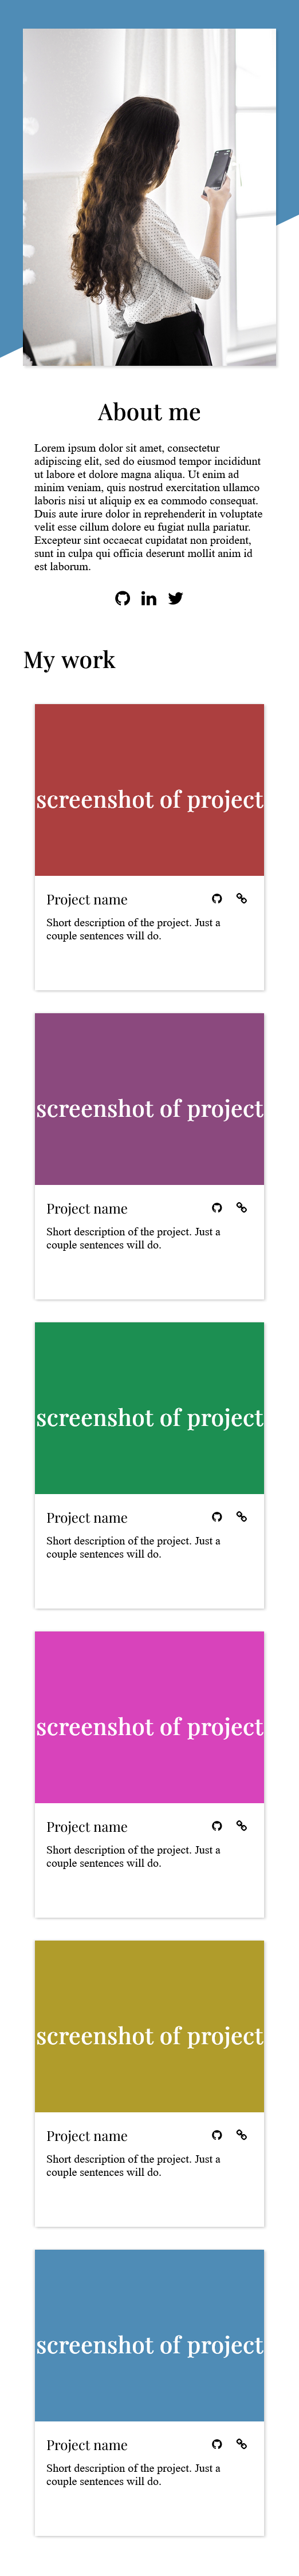 About me
Lorem ipsum dolor sit amet, consectetur
adipiscing elit, sed do eiusmod tempor incididunt
ut labore et dolore magna aliqua. Ut enim ad
minim veniam, quis nostrud exercitation ullamco
laboris nisi ut aliquip ex ea commodo consequat.
Duis aute irure dolor in reprehenderit in voluptate
velit esse cillum dolore eu fugiat nulla pariatur.
Excepteur sint occaecat cupidatat non proident,
sunt in culpa qui officia deserunt mollit anim id
est laborum.
My work
screenshot of project
Project name
Short description of the project. Just a
couple sentences will do.
screenshot of project
Project name
Short description of the project. Just a
couple sentences will do.
screenshot of project
Project name
Short description of the project. Just a
couple sentences will do.
screenshot of project
Project name
Short description of the project. Just a
couple sentences will do.
screenshot of project
Project name
Short description of the project. Just a
couple sentences will do.
screenshot of project
Project name
Short description of the project. Just a
couple sentences will do.